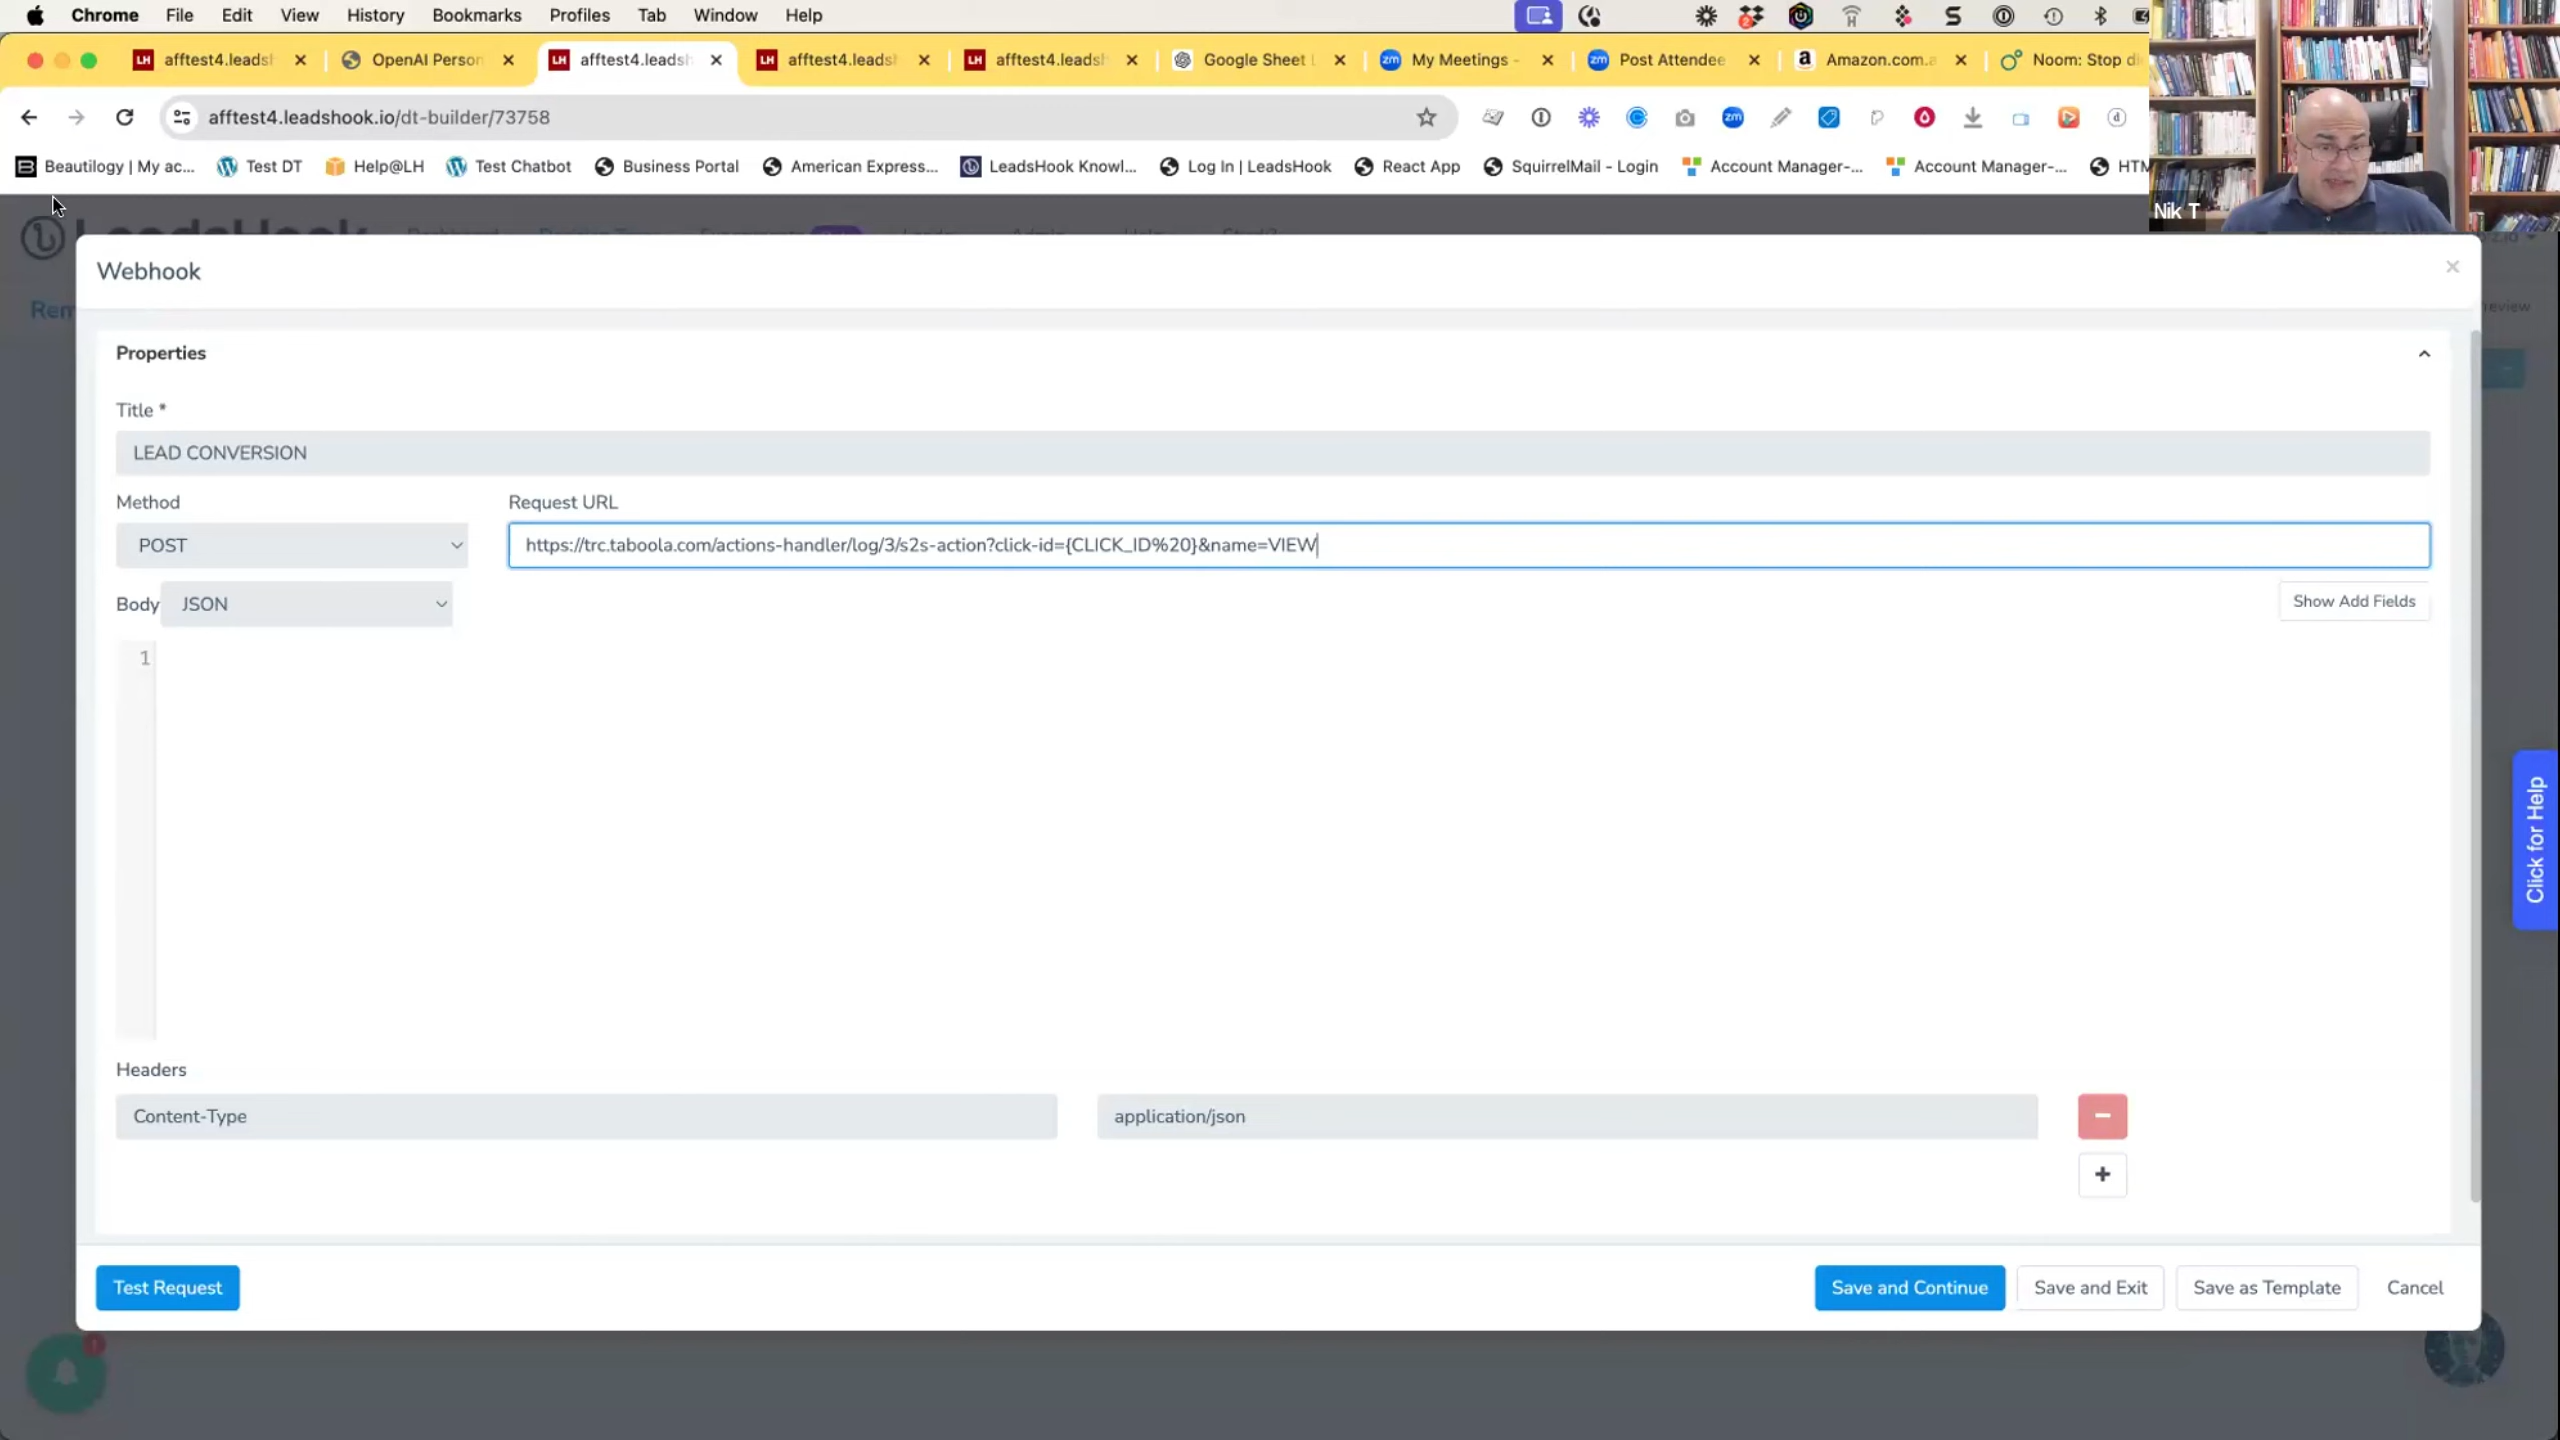 Chrome File Edit View History Bookmarks Profiles Tab Window Help
afftest4.leads OpenAI Person afftest4.leadsh afftest4.leads afftest4.leadsh Google Sheet My Meetings - Post Attendee Amazon.com.a Noom: Stop di
afftest4.leadshook.io/dt-builder/73758
Beautilogy | My ac... Test DT Help@LH Test Chatbot Business Portal American Express... LeadsHook Knowl... Log In | LeadsHook React App SquirrelMail - Login Account Manager-... Account Manager-... HTM
Nik T
Webhook
Properties
Title *
LEAD CONVERSION
Method Request URL
POST https://trc.taboola.com/actions-handler/log/3/s2s-action?click-id={CLICK_ID%20}&name=VIEW
Body JSON Show Add Fields
1
Click for Help
Headers
Content-Type application/json
Test Request Save and Continue Save and Exit Save as Template Cancel